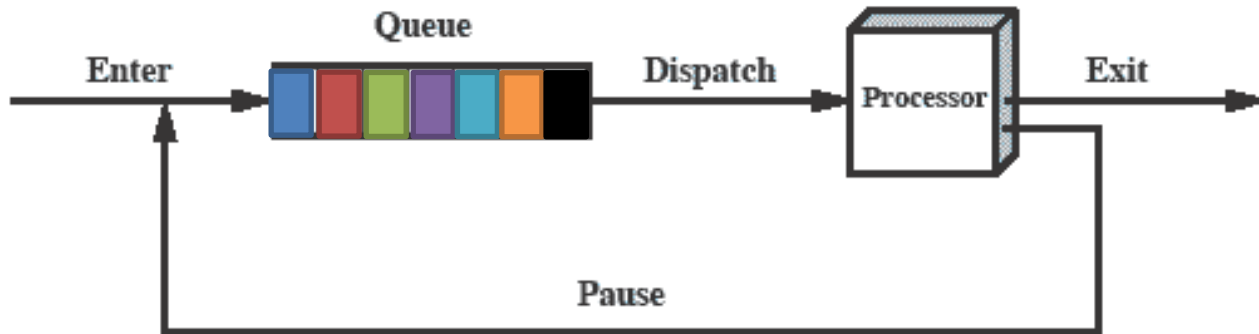 Queue
Enter
Dispatch
Processor
Exit
Pause